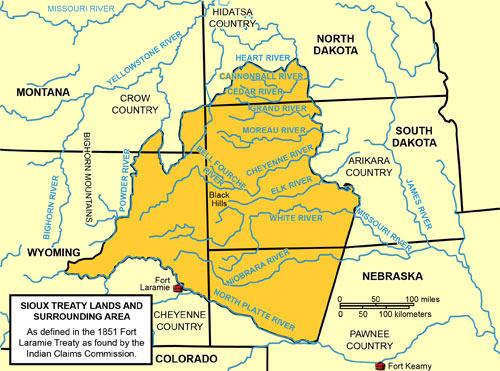 MISSOURI RIVER
HIDATSA
COUNTRY
NORTH
DAKOTA
YELLOWSTONE RIVER
HEART RIVER
CANNONBALL RIVER
CEDAR RIVER
MONTANA
CROW
COUNTRY
GRAND RIVER
MOREAU RIVER
SOUTH
DAKOTA
BIGHORN RIVER
BIGHORN MOUNTAINS
POWDER RIVER
BELL FOURCHE
RIVER
CHEYENNE RIVER
ARIKARA
COUNTRY
JAMES RIVER
Black
Hills
ELK RIVER
WHITE RIVER
MISSOURI RIVER
WYOMING
NIOBRARA RIVER
NEBRASKA
Fort
Laramie
NORTH PLATTE RIVER
0 50 100 miles
0 50 100 kilometers
SIOUX TREATY LANDS AND
SURROUNDING AREA
As defined in the 1851 Fort
Laramie Treaty as found by the
Indian Claims Commission.
CHEYENNE
COUNTRY
PAWNEE
COUNTRY
COLORADO
Fort Kearny